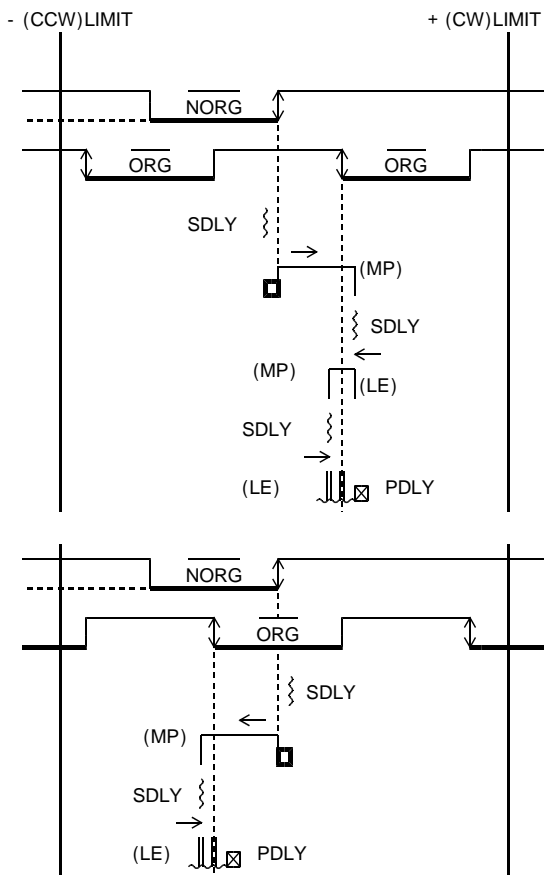 - (CCW)LIMIT + (CW)LIMIT
NORG
ORG ORG
SDLY
(MP)
SDLY
(MP)
(LE)
SDLY
(LE) PDLY
NORG
ORG
SDLY
(MP)
SDLY
(LE) PDLY